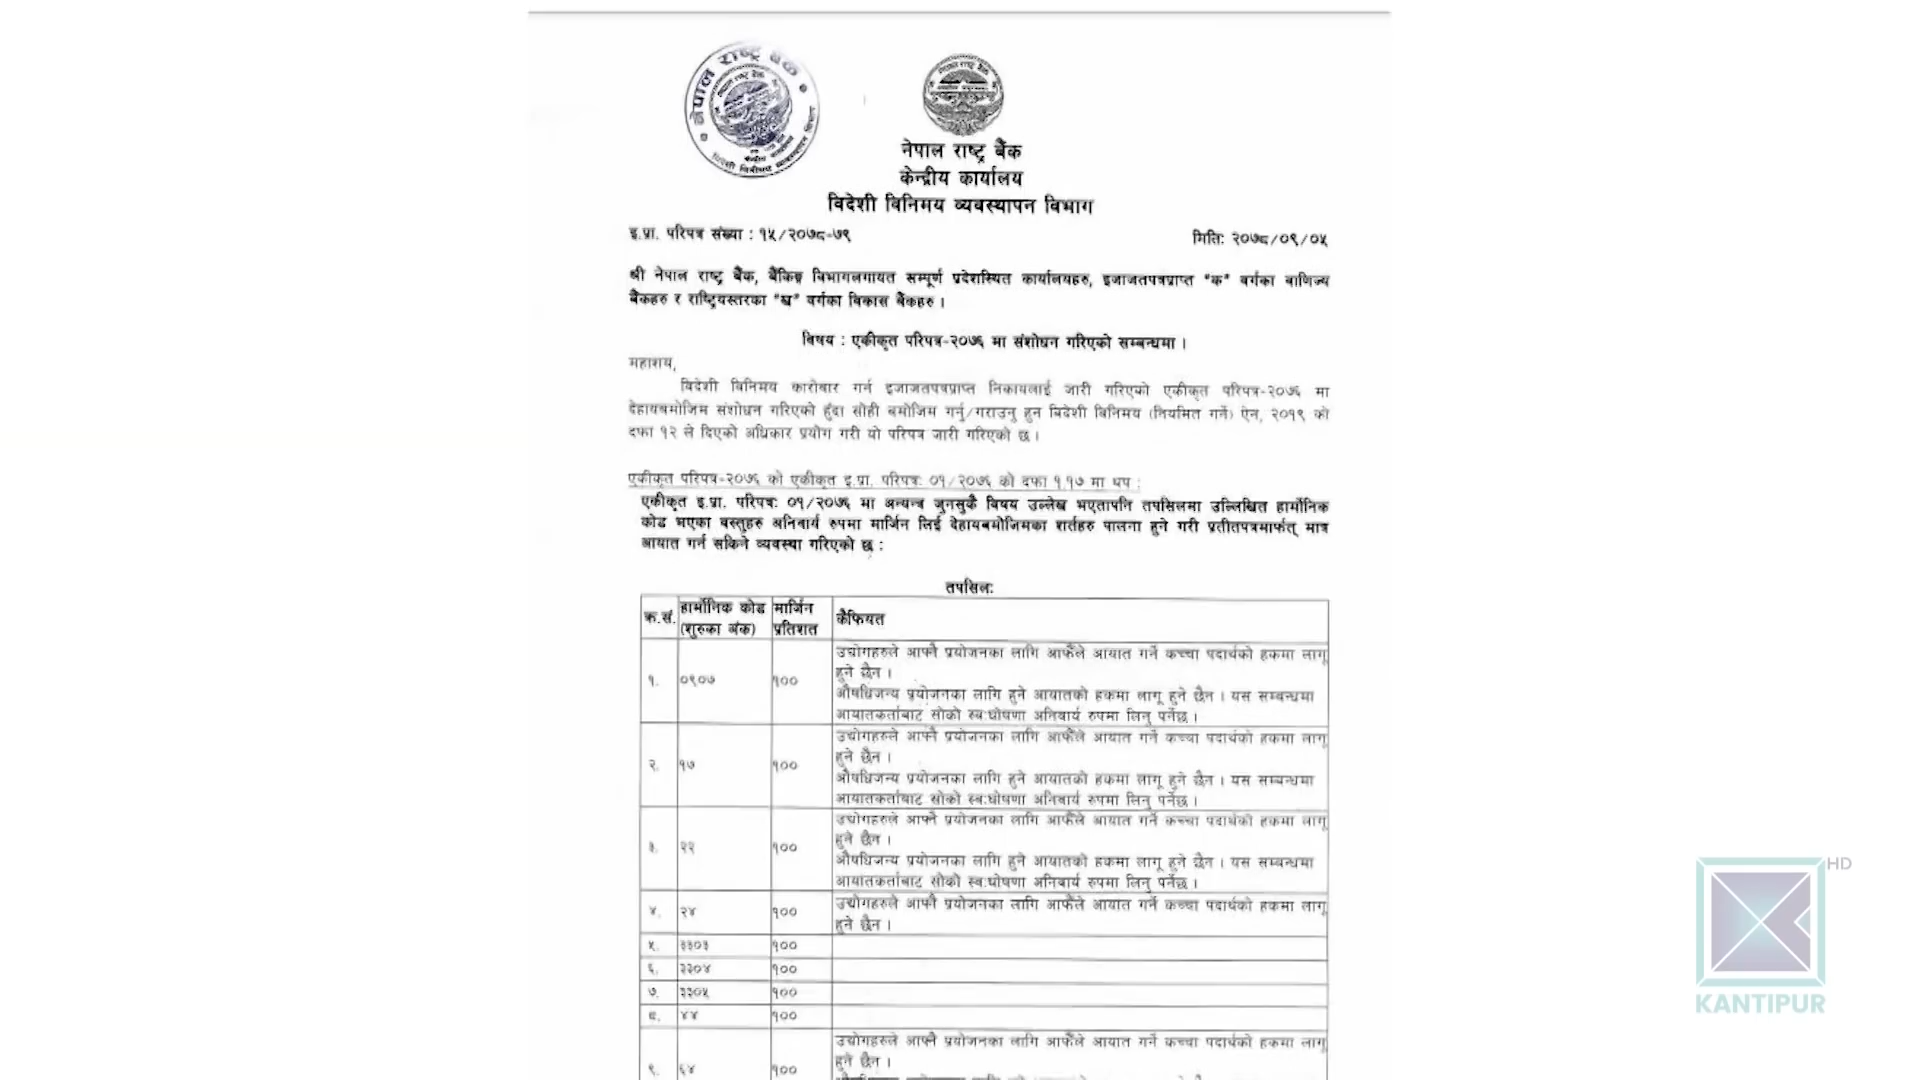 नेपाल राष्ट्र बैंक
नेपाल राष्ट्र बैंक
केन्द्रीय कार्यालय
विदेशी विनिमय व्यवस्थापन विभाग
इ.प्रा. परिपत्र संख्या : १५/२०७८-७९
मिति: २०७८/०९/०५
श्री नेपाल राष्ट्र बैंक, बैंकिङ्ग विभागलगायत सम्पूर्ण प्रदेशस्थित कार्यालयहरु, इजाजतपत्रप्राप्त "क" वर्गका वाणिज्य
बैंकहरु र राष्ट्रियस्तरका "ख" वर्गका विकास बैंकहरु ।
विषय : एकीकृत परिपत्र-२०७६ मा संशोधन गरिएको सम्बन्धमा ।
महाशय,
विदेशी विनिमय कारोवार गर्न इजाजतपत्रप्राप्त निकायलाई जारी गरिएको एकीकृत परिपत्र-२०७६ मा
देहायबमोजिम संशोधन गरिएको हुँदा सोही बमोजिम गर्नु/गराउनु हुन विदेशी विनिमय (नियमित गर्ने) ऐन, २०१९ को
दफा १२ ले दिएको अधिकार प्रयोग गरी यो परिपत्र जारी गरिएको छ ।
एकीकृत परिपत्र-२०७६ को एकीकृत इ.प्रा. परिपत्र: ०१/२०७६ को दफा १.१७ मा थप :
एकीकृत इ.प्रा. परिपत्र: ०१/२०७६ मा अन्यन्त्र जुनसुकै विषय उल्लेख भएतापनि तपसिलमा उल्लिखित हार्मोनिक
कोड भएका वस्तुहरु अनिवार्य रुपमा मार्जिन लिई देहायबमोजिमका शर्तहरु पालना हुने गरी प्रतीतपत्रमार्फत् मात्र
आयात गर्न सकिने व्यवस्था गरिएको छ :
तपसिल:
क्र.सं. हार्मोनिक कोड (शुरुका अंक) मार्जिन प्रतिशत कैफियत
१. ०९०७ १०० उद्योगहरुले आफ्नै प्रयोजनका लागि आफैंले आयात गर्ने कच्चा पदार्थको हकमा लागू
हुने छैन ।
औषधिजन्य प्रयोजनका लागि हुने आयातको हकमा लागू हुने छैन । यस सम्बन्धमा
आयातकर्ताबाट सोको स्व:घोषणा अनिवार्य रुपमा लिनु पर्नेछ ।
२. १७ १०० उद्योगहरुले आफ्नै प्रयोजनका लागि आफैंले आयात गर्ने कच्चा पदार्थको हकमा लागू
हुने छैन ।
औषधिजन्य प्रयोजनका लागि हुने आयातको हकमा लागू हुने छैन । यस सम्बन्धमा
आयातकर्ताबाट सोको स्व:घोषणा अनिवार्य रुपमा लिनु पर्नेछ ।
३. २२ १०० उद्योगहरुले आफ्नै प्रयोजनका लागि आफैंले आयात गर्ने कच्चा पदार्थको हकमा लागू
हुने छैन ।
औषधिजन्य प्रयोजनका लागि हुने आयातको हकमा लागू हुने छैन । यस सम्बन्धमा
आयातकर्ताबाट सोको स्व:घोषणा अनिवार्य रुपमा लिनु पर्नेछ ।
४. २४ १०० उद्योगहरुले आफ्नै प्रयोजनका लागि आफैंले आयात गर्ने कच्चा पदार्थको हकमा लागू
हुने छैन ।
५. ३३०३ १००
६. ३३०४ १००
७. ३३०५ १००
८. ४४ १००
९. ६४ १०० उद्योगहरुले आफ्नै प्रयोजनका लागि आफैंले आयात गर्ने कच्चा पदार्थको हकमा लागू
हुने छैन ।
HD
KANTIPUR